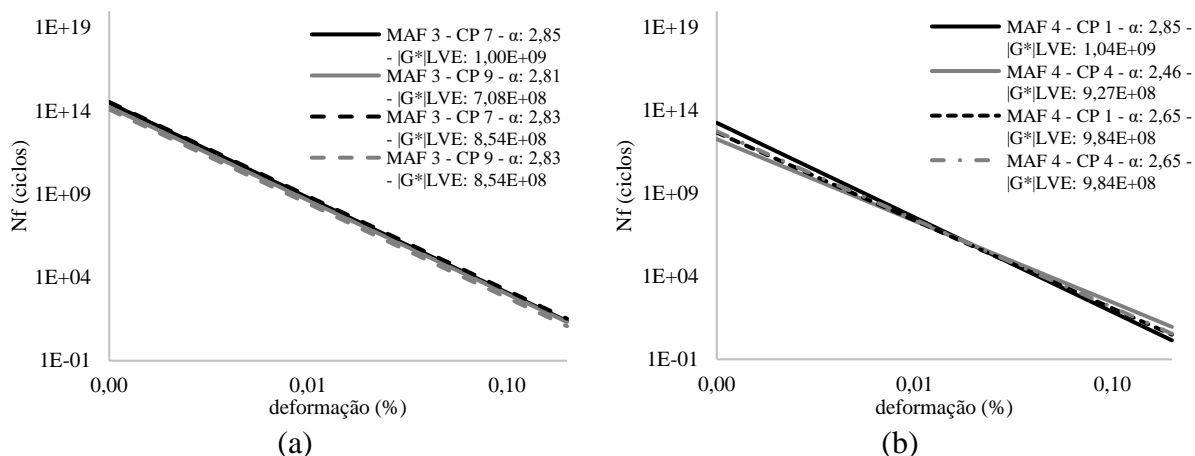 1E+19
1E+14
1E+09
1E+04
1E-01
Nf (ciclos)
MAF 3 - CP 7 - α: 2,85
- |G*|LVE: 1,00E+09
MAF 3 - CP 9 - α: 2,81
- |G*|LVE: 7,08E+08
MAF 3 - CP 7 - α: 2,83
- |G*|LVE: 8,54E+08
MAF 3 - CP 9 - α: 2,83
- |G*|LVE: 8,54E+08
0,00 0,01 0,10
deformação (%)
(a)
1E+19
1E+14
1E+09
1E+04
1E-01
Nf (ciclos)
MAF 4 - CP 1 - α: 2,85 -
|G*|LVE: 1,04E+09
MAF 4 - CP 4 - α: 2,46 -
|G*|LVE: 9,27E+08
MAF 4 - CP 1 - α: 2,65 -
|G*|LVE: 9,84E+08
MAF 4 - CP 4 - α: 2,65 -
|G*|LVE: 9,84E+08
0,00 0,01 0,10
deformação (%)
(b)